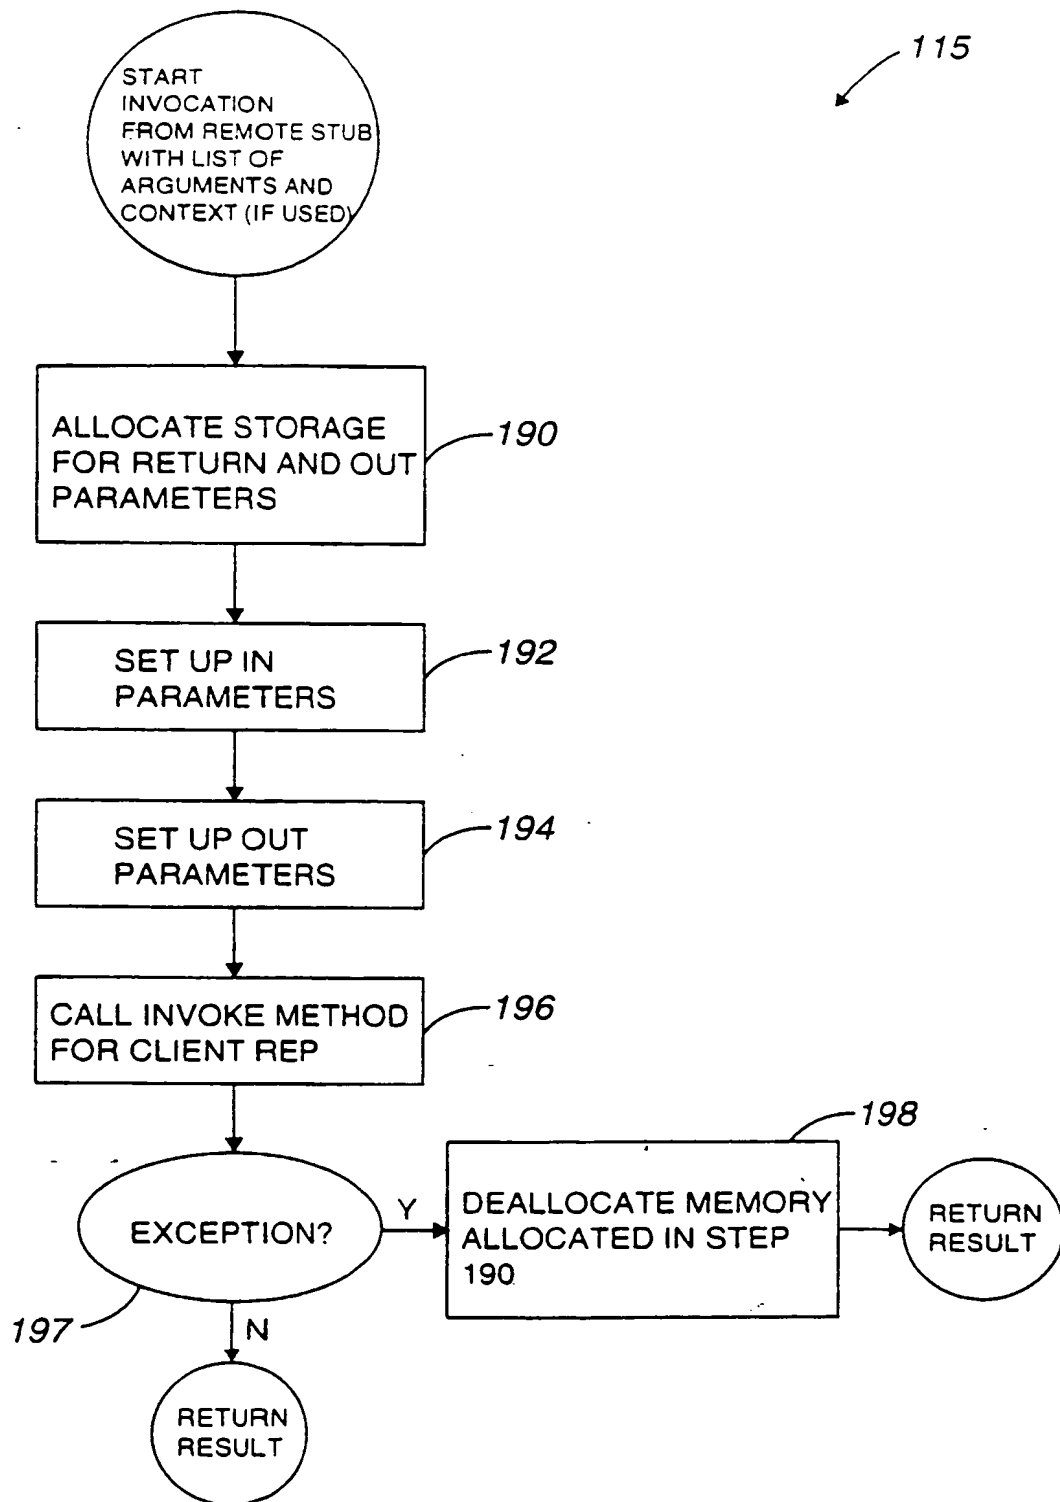 115
START
INVOCATION
FROM REMOTE STUB
WITH LIST OF
ARGUMENTS AND
CONTEXT (IF USED)
ALLOCATE STORAGE
FOR RETURN AND OUT
PARAMETERS
190
SET UP IN
PARAMETERS
192
SET UP OUT
PARAMETERS
194
CALL INVOKE METHOD
FOR CLIENT REP
196
EXCEPTION?
197
Y
DEALLOCATE MEMORY
ALLOCATED IN STEP
190
198
RETURN
RESULT
N
RETURN
RESULT